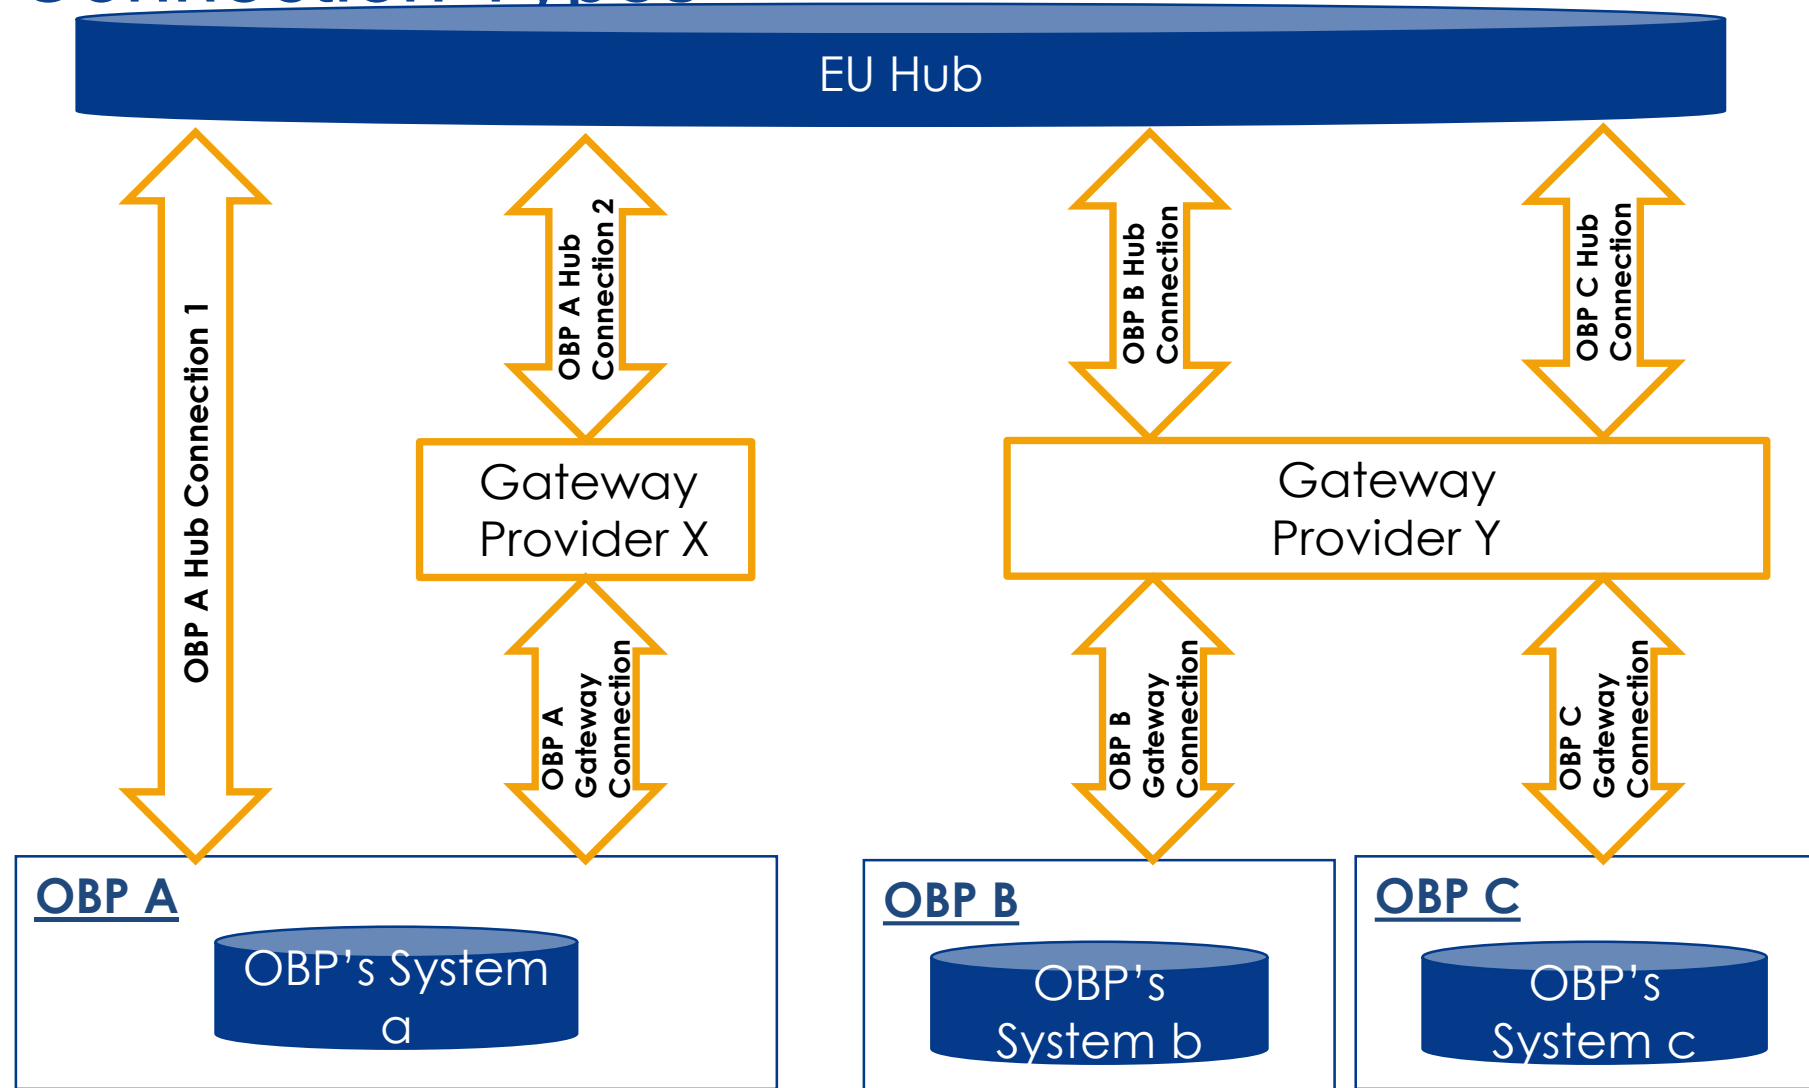 Connection Types
EU Hub
OBP A Hub Connection 1
OBP A Hub
Connection 2
OBP B Hub
Connection
OBP C Hub
Connection
Gateway
Provider X
Gateway
Provider Y
OBP A
Gateway
Connection
OBP B
Gateway
Connection
OBP C
Gateway
Connection
OBP A
OBP's System
a
OBP B
OBP's
System b
OBP C
OBP's
System c